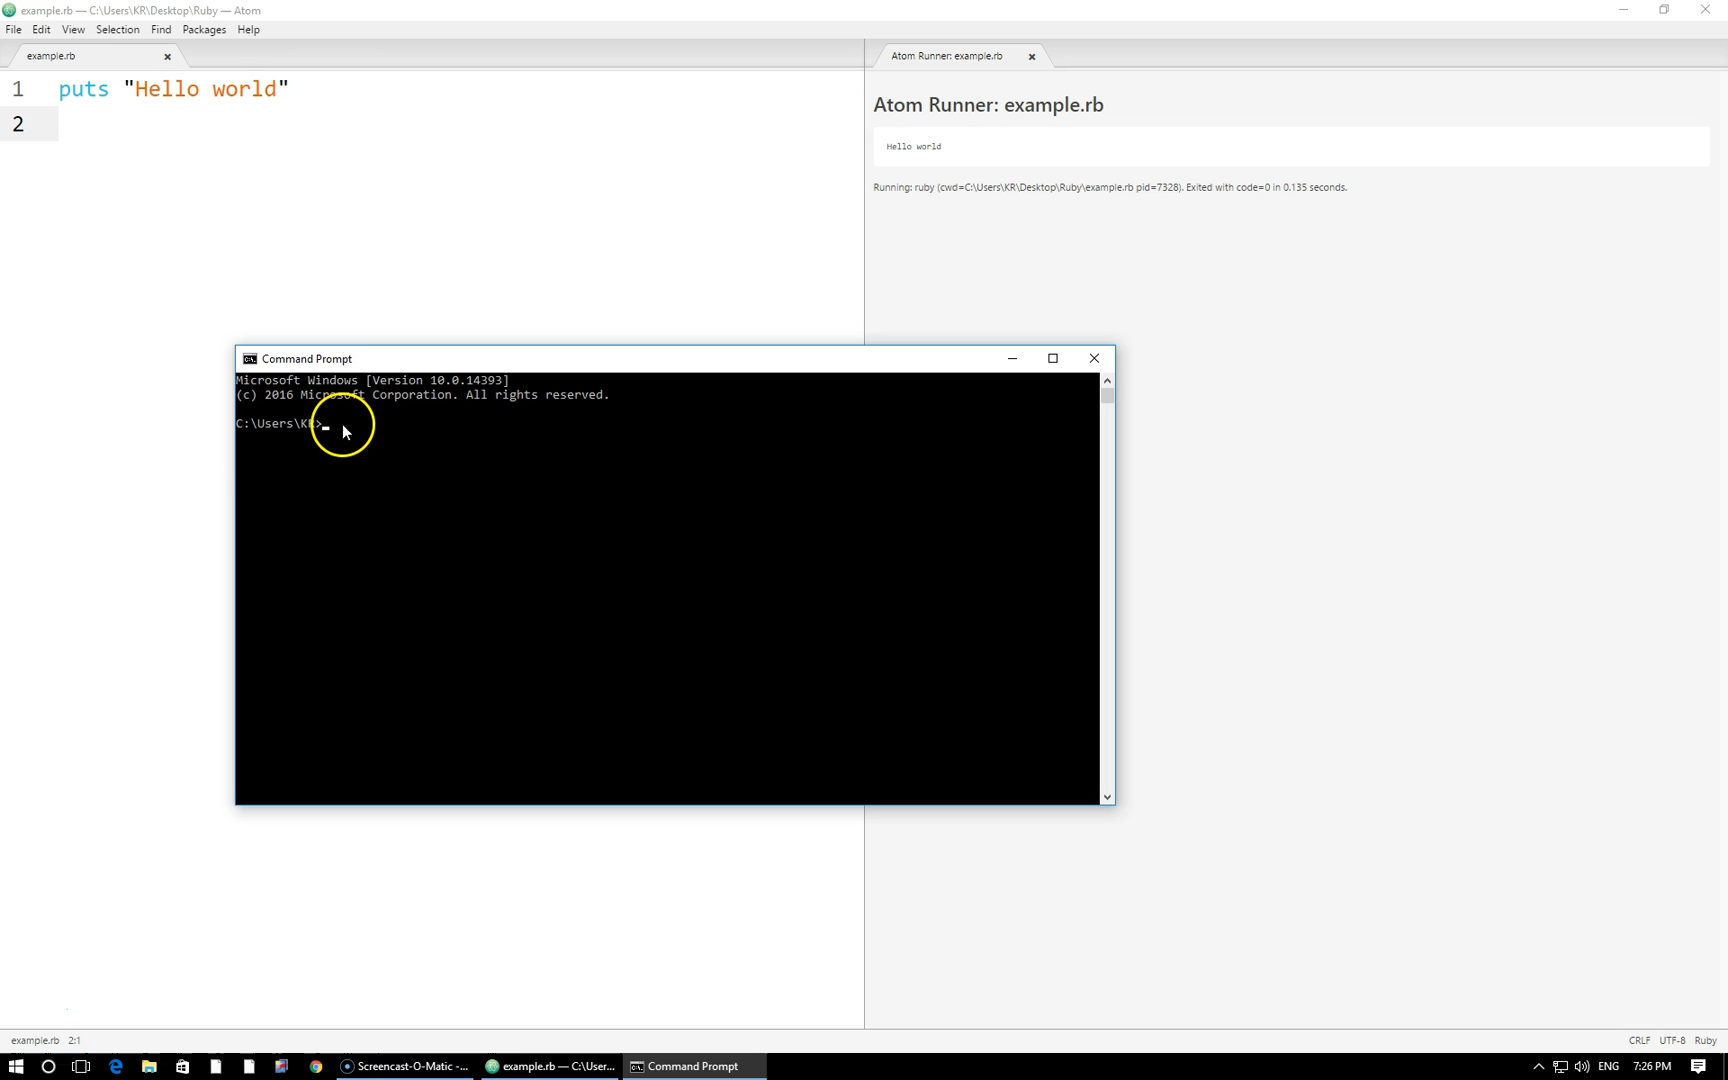 example.rb — C:\Users\KR\Desktop\Ruby — Atom
File Edit View Selection Find Packages Help
example.rb
Atom Runner: example.rb
1 puts "Hello world"
2
Atom Runner: example.rb
Hello world
Running: ruby (cwd=C:\Users\KR\Desktop\Ruby\example.rb pid=7328). Exited with code=0 in 0.135 seconds.
Command Prompt
Microsoft Windows [Version 10.0.14393]
(c) 2016 Microsoft Corporation. All rights reserved.
C:\Users\KR>
example.rb 2:1
CRLF UTF-8 Ruby
Screencast-O-Matic -...
example.rb — C:\User...
Command Prompt
ENG 7:26 PM